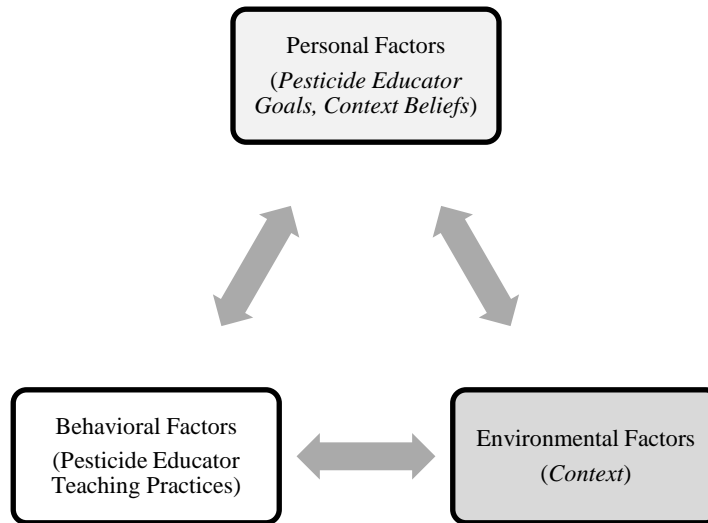 Personal Factors
(Pesticide Educator
Goals, Context Beliefs)
Behavioral Factors
(Pesticide Educator
Teaching Practices)
Environmental Factors
(Context)